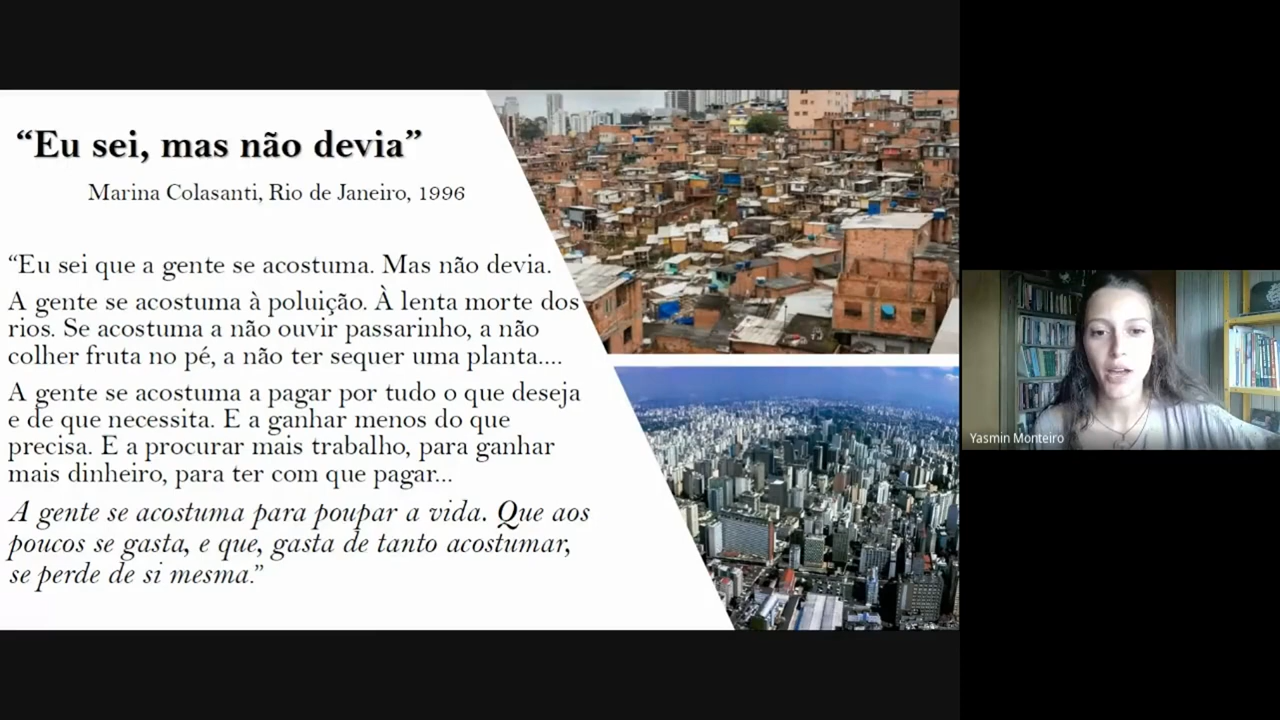 “Eu sei, mas não devia”
Marina Colasanti, Rio de Janeiro, 1996
“Eu sei que a gente se acostuma. Mas não devia.
A gente se acostuma à poluição. À lenta morte dos
rios. Se acostuma a não ouvir passarinho, a não
colher fruta no pé, a não ter sequer uma planta....
A gente se acostuma a pagar por tudo o que deseja
e de que necessita. E a ganhar menos do que
precisa. E a procurar mais trabalho, para ganhar
mais dinheiro, para ter com que pagar...
A gente se acostuma para poupar a vida. Que aos
poucos se gasta, e que, gasta de tanto acostumar,
se perde de si mesma.”
Yasmin Monteiro